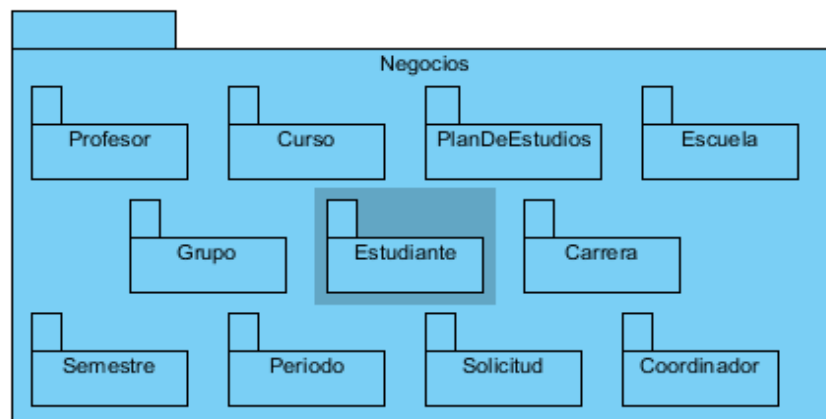 Negocios
Profesor
Curso
PlanDeEstudios
Escuela
Grupo
Estudiante
Carrera
Semestre
Periodo
Solicitud
Coordinador